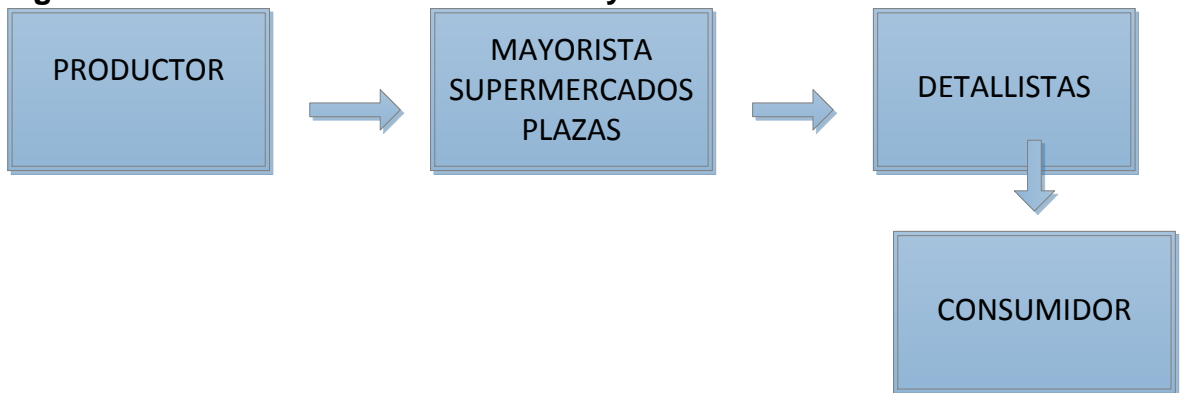 PRODUCTOR
MAYORISTA
SUPERMERCADOS
PLAZAS
DETALLISTAS
CONSUMIDOR